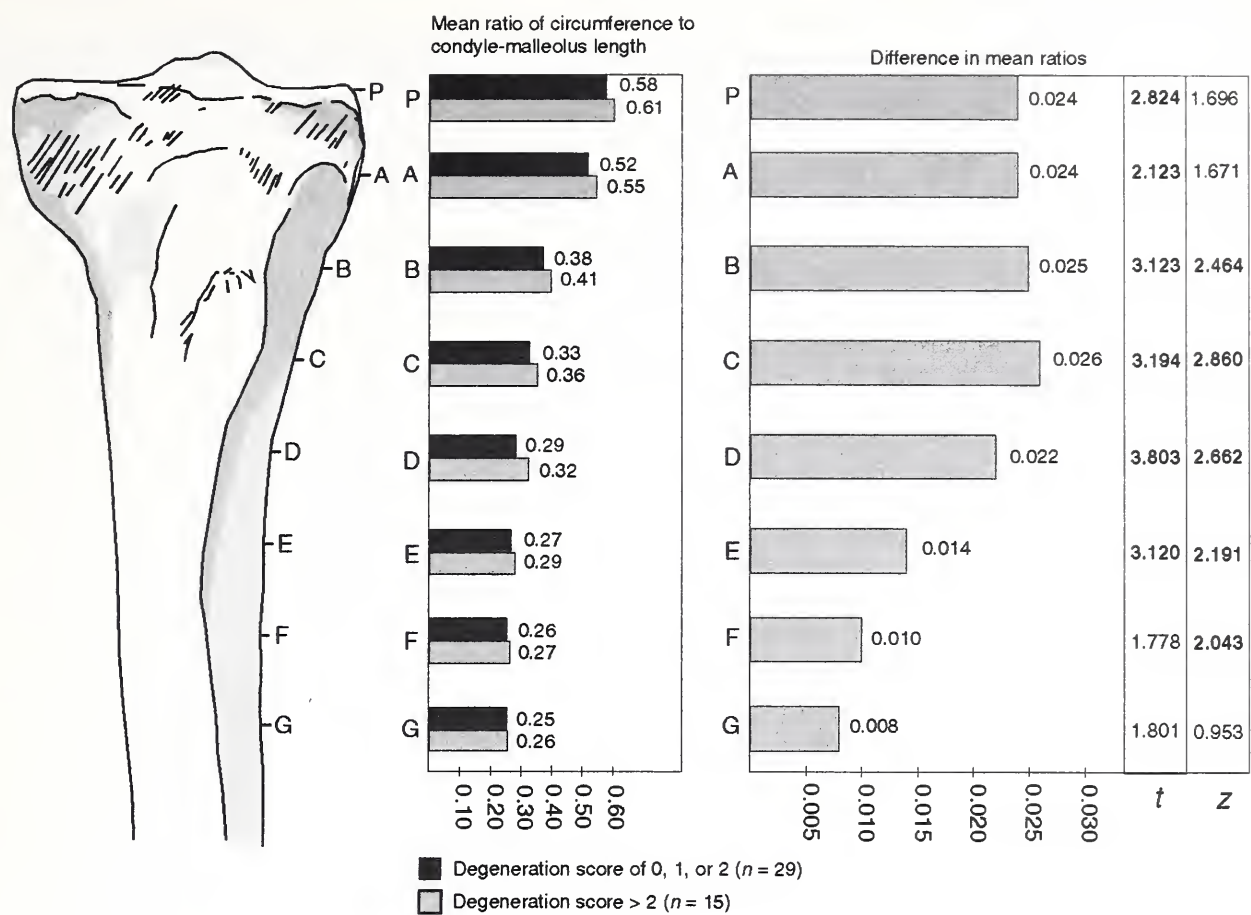 Mean ratio of circumference to
condyle-malleolus length
Difference in mean ratios
P
A
B
C
D
E
F
G
P 0.58
0.61
A 0.52
0.55
B 0.38
0.41
C 0.33
0.36
D 0.29
0.32
E 0.27
0.29
F 0.26
0.27
G 0.25
0.26
0.10 0.20 0.30 0.40 0.50 0.60
P 0.024 2.824 1.696
A 0.024 2.123 1.671
B 0.025 3.123 2.464
C 0.026 3.194 2.860
D 0.022 3.803 2.662
E 0.014 3.120 2.191
F 0.010 1.778 2.043
G 0.008 1.801 0.953
0.005 0.010 0.015 0.020 0.025 0.030
t z
Degeneration score of 0, 1, or 2 (n = 29)
Degeneration score > 2 (n = 15)